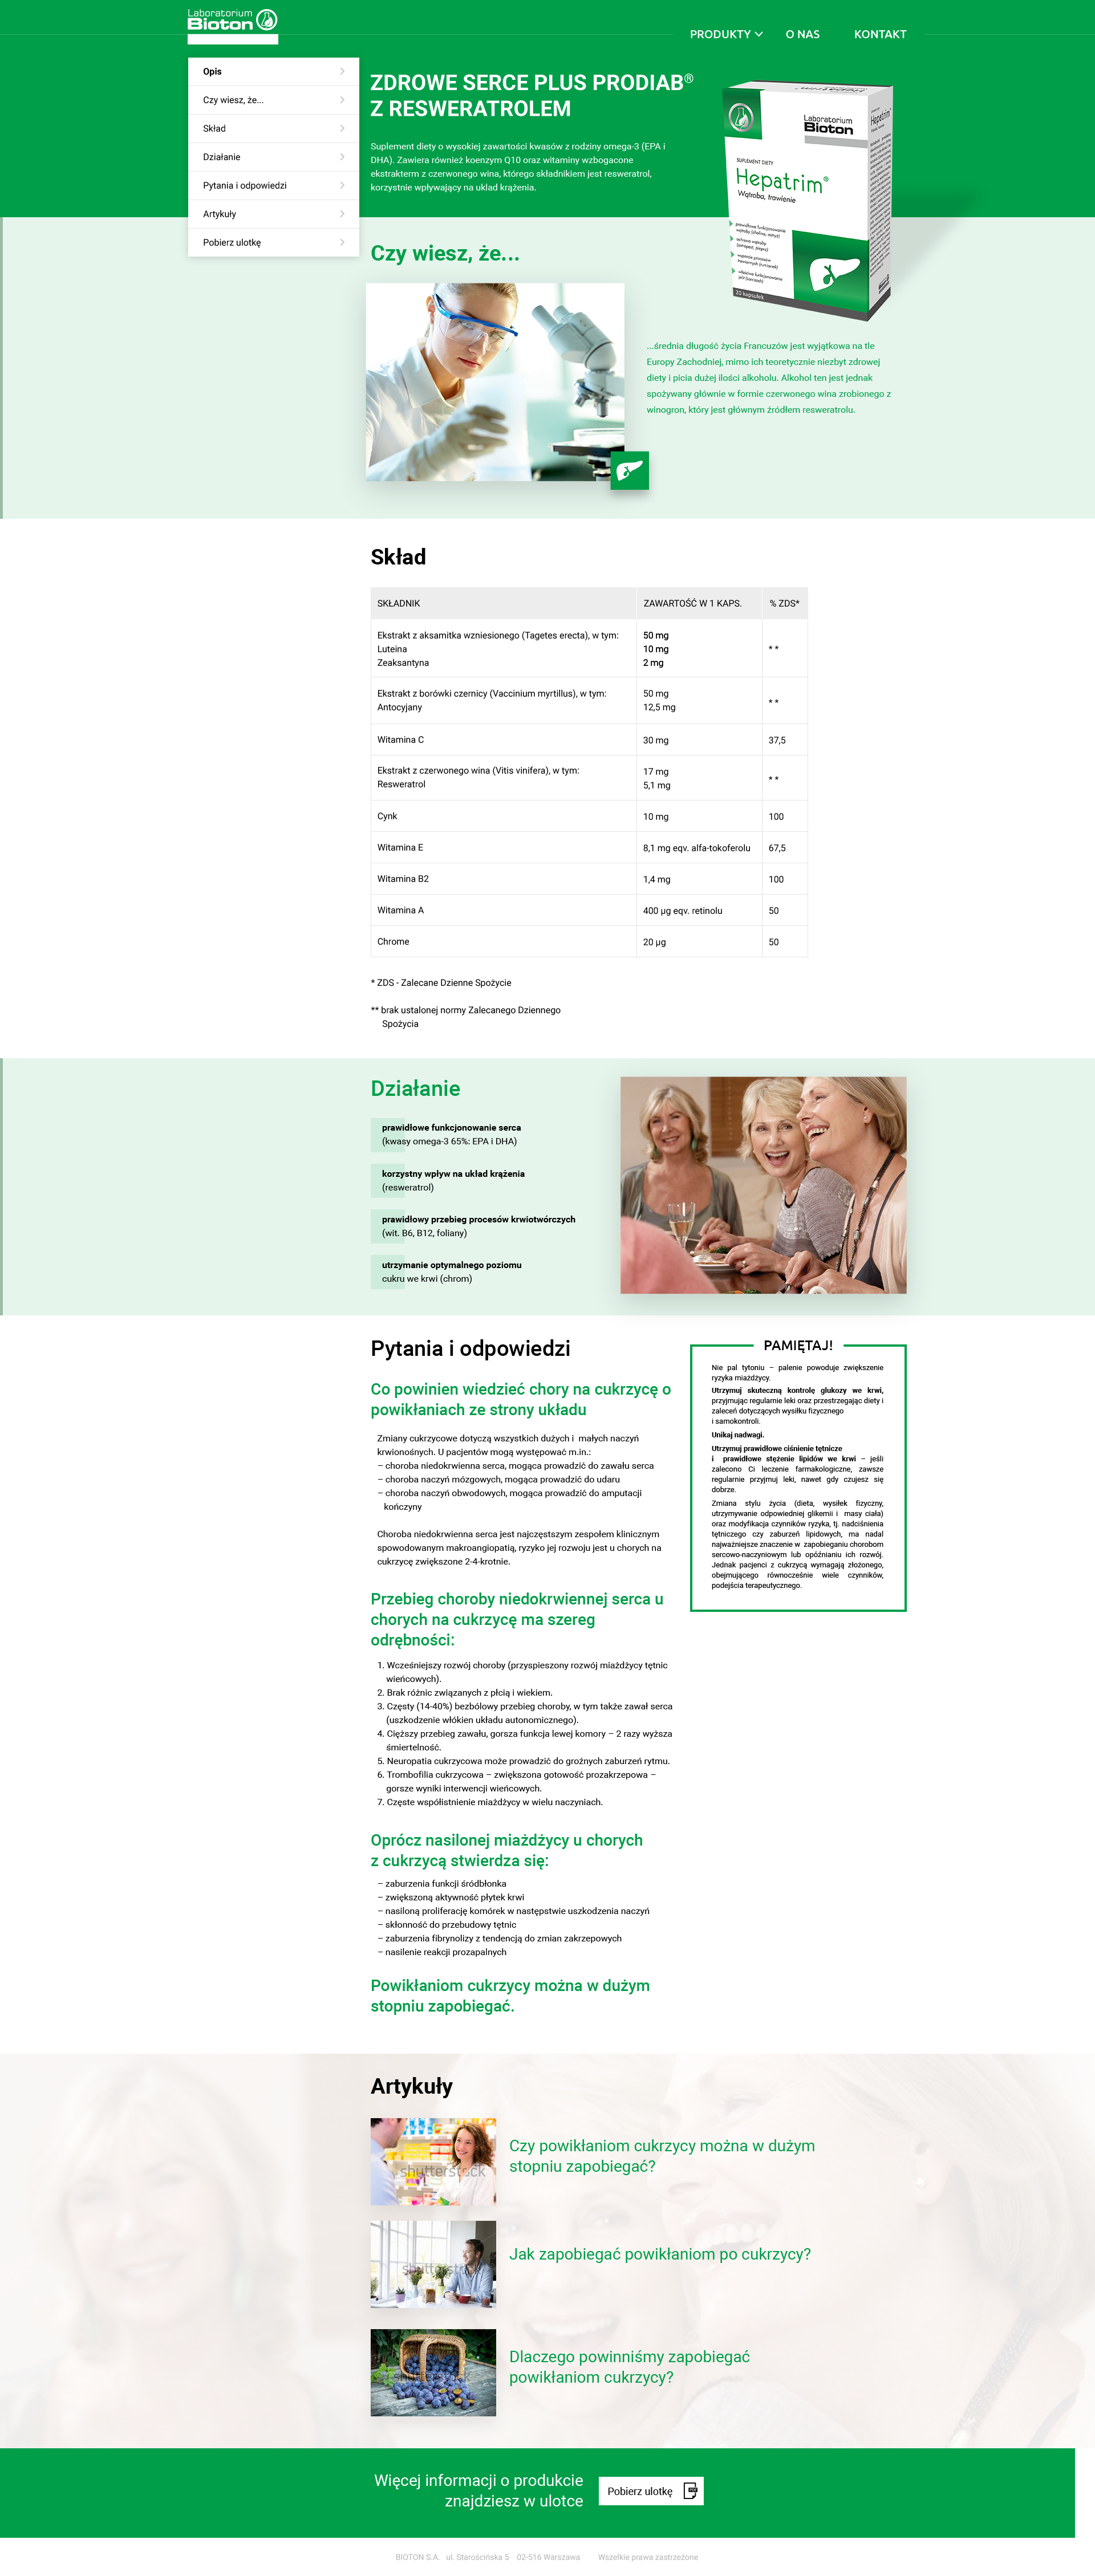 Laboratorium
Bioton
PRODUKTY
O NAS
KONTAKT
Opis
Czy wiesz, że...
Skład
Działanie
Pytania i odpowiedzi
Artykuły
Pobierz ulotkę
ZDROWE SERCE PLUS PRODIAB®
Z RESWERATROLEM
Suplement diety o wysokiej zawartości kwasów z rodziny omega-3 (EPA i
DHA). Zawiera również koenzym Q10 oraz witaminy wzbogacone
ekstrakterm z czerwonego wina, którego składnikiem jest resweratrol,
korzystnie wpływający na uklad krążenia.
Laboratorium
Bioton
SUPLEMENT DIETY
Hepatrim®
Wątroba, trawienie
20 kapsułek
Hepatrim®
Czy wiesz, że...
...średnia długość życia Francuzów jest wyjątkowa na tle
Europy Zachodniej, mimo ich teoretycznie niezbyt zdrowej
diety i picia dużej ilości alkoholu. Alkohol ten jest jednak
spożywany głównie w formie czerwonego wina zrobionego z
winogron, który jest głównym źródłem resweratrolu.
Skład
SKŁADNIK ZAWARTOŚĆ W 1 KAPS. % ZDS*
Ekstrakt z aksamitka wzniesionego (Tagetes erecta), w tym: 50 mg
Luteina 10 mg * *
Zeaksantyna 2 mg
Ekstrakt z borówki czernicy (Vaccinium myrtillus), w tym: 50 mg
Antocyjany 12,5 mg * *
Witamina C 30 mg 37,5
Ekstrakt z czerwonego wina (Vitis vinifera), w tym: 17 mg
Resweratrol 5,1 mg * *
Cynk 10 mg 100
Witamina E 8,1 mg eqv. alfa-tokoferolu 67,5
Witamina B2 1,4 mg 100
Witamina A 400 µg eqv. retinolu 50
Chrome 20 µg 50
* ZDS - Zalecane Dzienne Spożycie
** brak ustalonej normy Zalecanego Dziennego
Spożycia
Działanie
prawidłowe funkcjonowanie serca
(kwasy omega-3 65%: EPA i DHA)
korzystny wpływ na układ krążenia
(resweratrol)
prawidłowy przebieg procesów krwiotwórczych
(wit. B6, B12, foliany)
utrzymanie optymalnego poziomu
cukru we krwi (chrom)
Pytania i odpowiedzi
Co powinien wiedzieć chory na cukrzycę o
powikłaniach ze strony układu
Zmiany cukrzycowe dotyczą wszystkich dużych i małych naczyń
krwionośnych. U pacjentów mogą występować m.in.:
– choroba niedokrwienna serca, mogąca prowadzić do zawału serca
– choroba naczyń mózgowych, mogąca prowadzić do udaru
– choroba naczyń obwodowych, mogąca prowadzić do amputacji
kończyny
Choroba niedokrwienna serca jest najczęstszym zespołem klinicznym
spowodowanym makroangiopatią, ryzyko jej rozwoju jest u chorych na
cukrzycę zwiększone 2-4-krotnie.
Przebieg choroby niedokrwiennej serca u
chorych na cukrzycę ma szereg
odrębności:
1. Wcześniejszy rozwój choroby (przyspieszony rozwój miażdżycy tętnic
wieńcowych).
2. Brak różnic związanych z płcią i wiekiem.
3. Częsty (14-40%) bezbólowy przebieg choroby, w tym także zawał serca
(uszkodzenie włókien układu autonomicznego).
4. Cięższy przebieg zawału, gorsza funkcja lewej komory – 2 razy wyższa
śmiertelność.
5. Neuropatia cukrzycowa może prowadzić do groźnych zaburzeń rytmu.
6. Trombofilia cukrzycowa – zwiększona gotowość prozakrzepowa –
gorsze wyniki interwencji wieńcowych.
7. Częste współistnienie miażdżycy w wielu naczyniach.
Oprócz nasilonej miażdżycy u chorych
z cukrzycą stwierdza się:
– zaburzenia funkcji śródbłonka
– zwiększoną aktywność płytek krwi
– nasiloną proliferację komórek w następstwie uszkodzenia naczyń
– skłonność do przebudowy tętnic
– zaburzenia fibrynolizy z tendencją do zmian zakrzepowych
– nasilenie reakcji prozapalnych
Powikłaniom cukrzycy można w dużym
stopniu zapobiegać.
PAMIĘTAJ!
Nie pal tytoniu – palenie powoduje zwiększenie
ryzyka miażdżycy.
Utrzymuj skuteczną kontrolę glukozy we krwi,
przyjmując regularnie leki oraz przestrzegając diety i
zaleceń dotyczących wysiłku fizycznego
i samokontroli.
Unikaj nadwagi.
Utrzymuj prawidłowe ciśnienie tętnicze
i prawidłowe stężenie lipidów we krwi – jeśli
zalecono Ci leczenie farmakologiczne, zawsze
regularnie przyjmuj leki, nawet gdy czujesz się
dobrze.
Zmiana stylu życia (dieta, wysiłek fizyczny,
utrzymywanie odpowiedniej glikemii i masy ciała)
oraz modyfikacja czynników ryzyka, tj. nadciśnienia
tętniczego czy zaburzeń lipidowych, ma nadal
najważniejsze znaczenie w zapobieganiu chorobom
sercowo-naczyniowym lub opóźnianiu ich rozwój.
Jednak pacjenci z cukrzycą wymagają złożonego,
obejmującego równocześnie wiele czynników,
podejścia terapeutycznego.
Artykuły
shutterstock
Czy powikłaniom cukrzycy można w dużym
stopniu zapobiegać?
Jak zapobiegać powikłaniom po cukrzycy?
Dlaczego powinniśmy zapobiegać
powikłaniom cukrzycy?
Więcej informacji o produkcie
znajdziesz w ulotce
Pobierz ulotkę
BIOTON S.A. ul. Starościńska 5 02-516 Warszawa Wszelkie prawa zastrzeżone